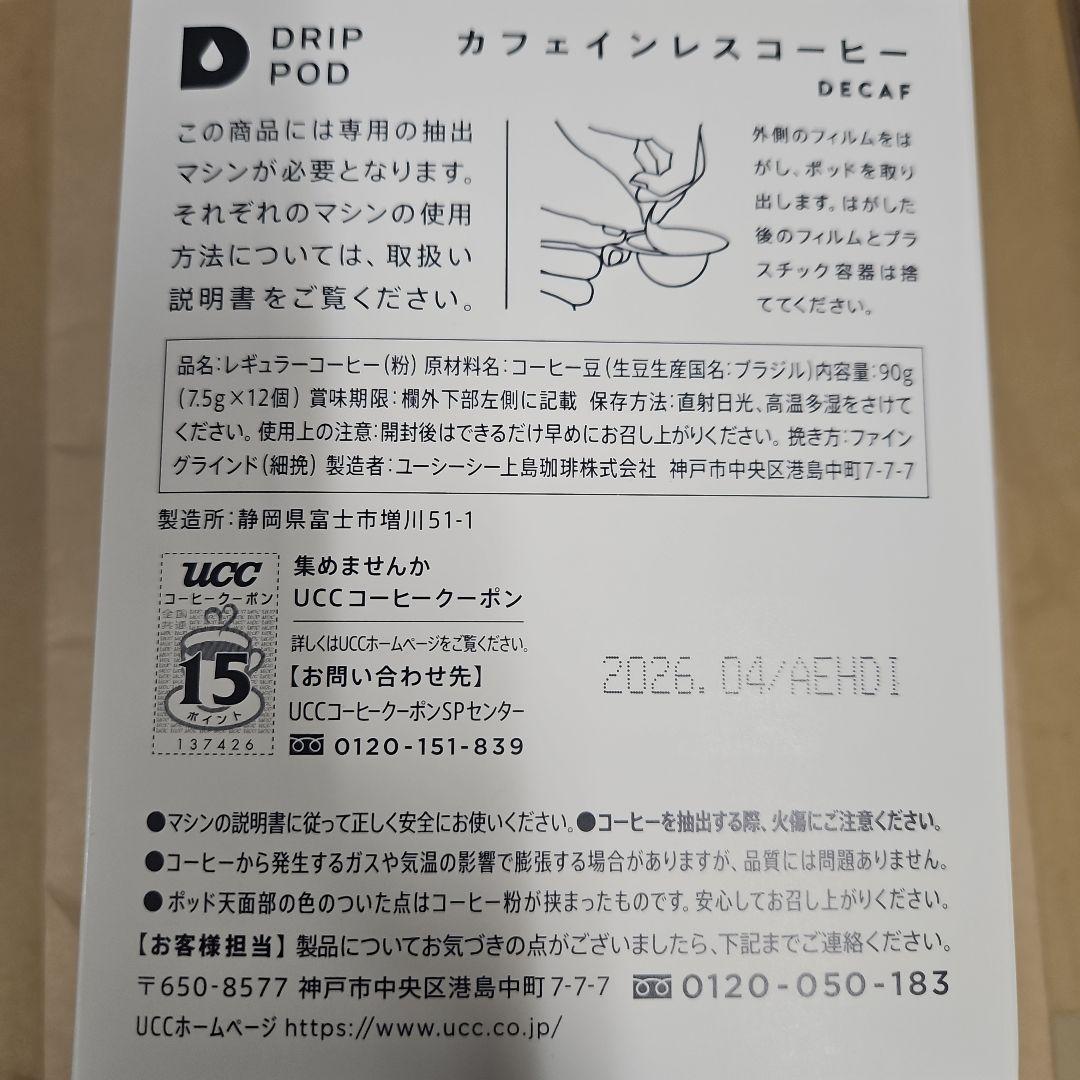 DRIP
POD
カフェインレスコーヒー
DECAF
この商品には専用の抽出
マシンが必要となります。
それぞれのマシンの使用
方法については、取扱い
説明書をご覧ください。
外側のフィルムをは
がし、ポッドを取り
出します。はがした
後のフィルムとプラ
スチック容器は捨
ててください。
品名:レギュラーコーヒー(粉) 原材料名:コーヒー豆(生豆生産国名:ブラジル)内容量:90g
(7.5g×12個) 賞味期限:欄外下部左側に記載 保存方法:直射日光、高温多湿をさけて
ください。使用上の注意:開封後はできるだけ早めにお召し上がりください。挽き方:ファイン
グラインド(細挽) 製造者:ユーシーシー上島珈琲株式会社 神戸市中央区港島中町7-7-7
製造所:静岡県富士市増川51-1
UCC
コーヒークーポン
全国
共通
15
ポイント
137426
集めませんか
UCCコーヒークーポン
詳しくはUCCホームページをご覧ください。
【お問い合わせ先】
UCCコーヒークーポンSPセンター
0120-151-839
2026.04/AEHDI
●マシンの説明書に従って正しく安全にお使いください。●コーヒーを抽出する際、火傷にご注意ください。
●コーヒーから発生するガスや気温の影響で膨張する場合がありますが、品質には問題ありません。
●ポッド天面部の色のついた点はコーヒー粉が挟まったものです。安心してお召し上がりください。
【お客様担当】製品についてお気づきの点がございましたら、下記までご連絡ください。
〒650-8577 神戸市中央区港島中町7-7-7 0120-050-183
UCCホームページ https://www.ucc.co.jp/